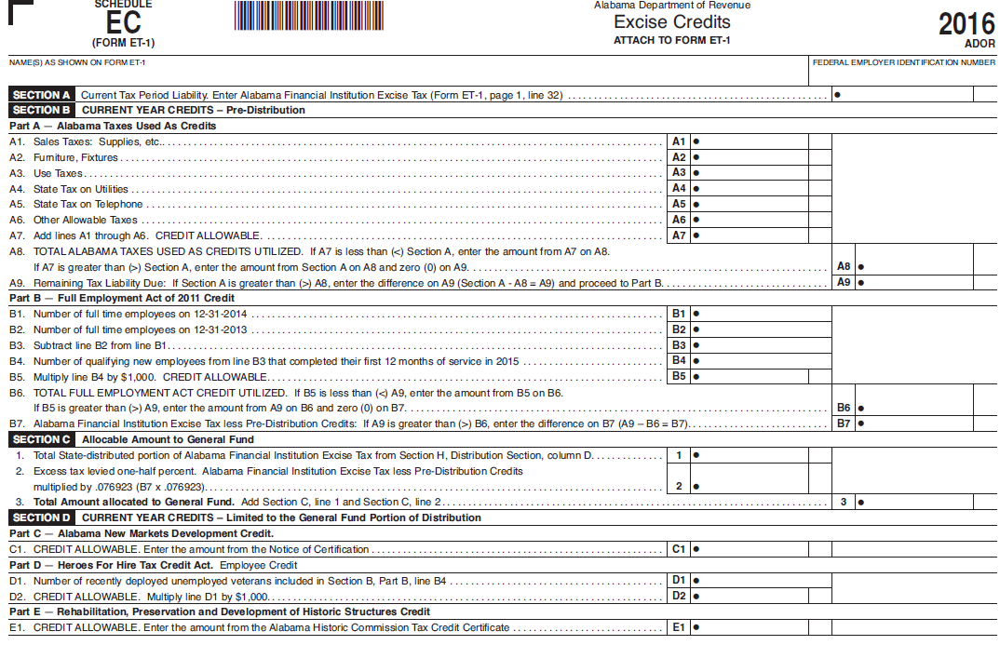 SCHEDULE
EC
(FORM ET-1)
Alabama Department of Revenue
Excise Credits
ATTACH TO FORM ET-1
2016
ADOR
NAME(S) AS SHOWN ON FORM ET-1
FEDERAL EMPLOYER IDENTIFICATION NUMBER
SECTION A Current Tax Period Liability. Enter Alabama Financial Institution Excise Tax (Form ET-1, page 1, line 32) •
SECTION B CURRENT YEAR CREDITS – Pre-Distribution
Part A — Alabama Taxes Used As Credits
A1. Sales Taxes: Supplies, etc. A1 •
A2. Furniture, Fixtures A2 •
A3. Use Taxes A3 •
A4. State Tax on Utilities A4 •
A5. State Tax on Telephone A5 •
A6. Other Allowable Taxes A6 •
A7. Add lines A1 through A6. CREDIT ALLOWABLE. A7 •
A8. TOTAL ALABAMA TAXES USED AS CREDITS UTILIZED. If A7 is less than (<) Section A, enter the amount from A7 on A8.
If A7 is greater than (>) Section A, enter the amount from Section A on A8 and zero (0) on A9. A8 •
A9. Remaining Tax Liability Due: If Section A is greater than (>) A8, enter the difference on A9 (Section A - A8 = A9) and proceed to Part B. A9 •
Part B – Full Employment Act of 2011 Credit
B1. Number of full time employees on 12-31-2014 B1 •
B2. Number of full time employees on 12-31-2013 B2 •
B3. Subtract line B2 from line B1. B3 •
B4. Number of qualifying new employees from line B3 that completed their first 12 months of service in 2015 B4 •
B5. Multiply line B4 by $1,000. CREDIT ALLOWABLE. B5 •
B6. TOTAL FULL EMPLOYMENT ACT CREDIT UTILIZED. If B5 is less than (<) A9, enter the amount from B5 on B6.
If B5 is greater than (>) A9, enter the amount from A9 on B6 and zero (0) on B7. B6 •
B7. Alabama Financial Institution Excise Tax less Pre-Distribution Credits: If A9 is greater than (>) B6, enter the difference on B7 (A9 – B6 = B7). B7 •
SECTION C Allocable Amount to General Fund
1. Total State-distributed portion of Alabama Financial Institution Excise Tax from Section H, Distribution Section, column D. 1 •
2. Excess tax levied one-half percent. Alabama Financial Institution Excise Tax less Pre-Distribution Credits
multiplied by .076923 (B7 x .076923). 2 •
3. Total Amount allocated to General Fund. Add Section C, line 1 and Section C, line 2. 3 •
SECTION D CURRENT YEAR CREDITS – Limited to the General Fund Portion of Distribution
Part C – Alabama New Markets Development Credit.
C1. CREDIT ALLOWABLE. Enter the amount from the Notice of Certification C1 •
Part D – Heroes For Hire Tax Credit Act. Employee Credit
D1. Number of recently deployed unemployed veterans included in Section B, Part B, line B4 D1 •
D2. CREDIT ALLOWABLE. Multiply line D1 by $1,000. D2 •
Part E – Rehabilitation, Preservation and Development of Historic Structures Credit
E1. CREDIT ALLOWABLE. Enter the amount from the Alabama Historic Commission Tax Credit Certificate E1 •